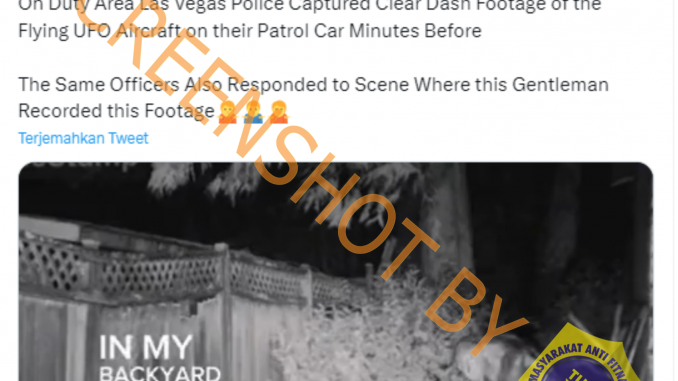 On Duty Area Las Vegas Police Captured Clear Dash Footage of the
Flying UFO Aircraft on their Patrol Car Minutes Before
The Same Officers Also Responded to Scene Where this Gentleman
Recorded this Footage🤷🤷‍♂️🤷
Terjemahkan Tweet
SCREENSHOT BY
IN MY
BACKYARD
MASYARAKAT ANTI FITNAH